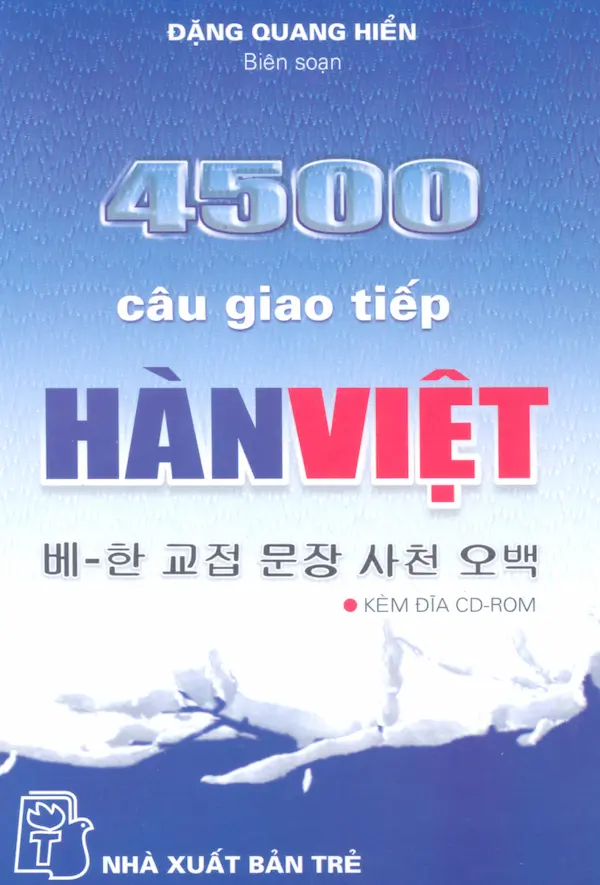 ĐẶNG QUANG HIỂN
Biên soạn
4500
câu giao tiếp
HÀNVIỆT
베-한 교접 문장 사천 오백
● KÈM ĐĨA CD-ROM
T
NHÀ XUẤT BẢN TRẺ